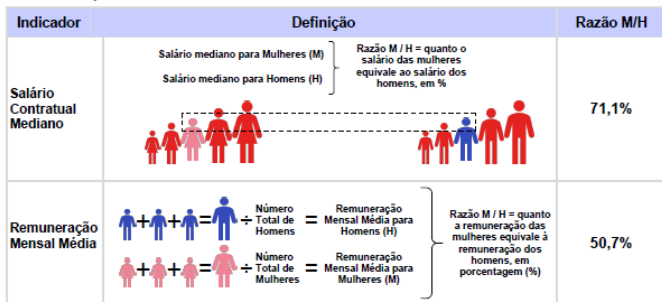 Indicador Definição Razão M/H
Salário
Contratual
Mediano
Salário mediano para Mulheres (M)
Salário mediano para Homens (H)
Razão M / H = quanto o
salário das mulheres
equivale ao salário dos
homens, em %
71,1%
Remuneração
Mensal Média
+ + = ÷ Número
Total de
Homens
= Remuneração
Mensal Média para
Homens (H)
+ + = ÷ Número
Total de
Mulheres
= Remuneração
Mensal Média para
Mulheres (M)
Razão M / H = quanto
a remuneração das
mulheres equivale à
remuneração dos
homens, em
porcentagem (%)
50,7%